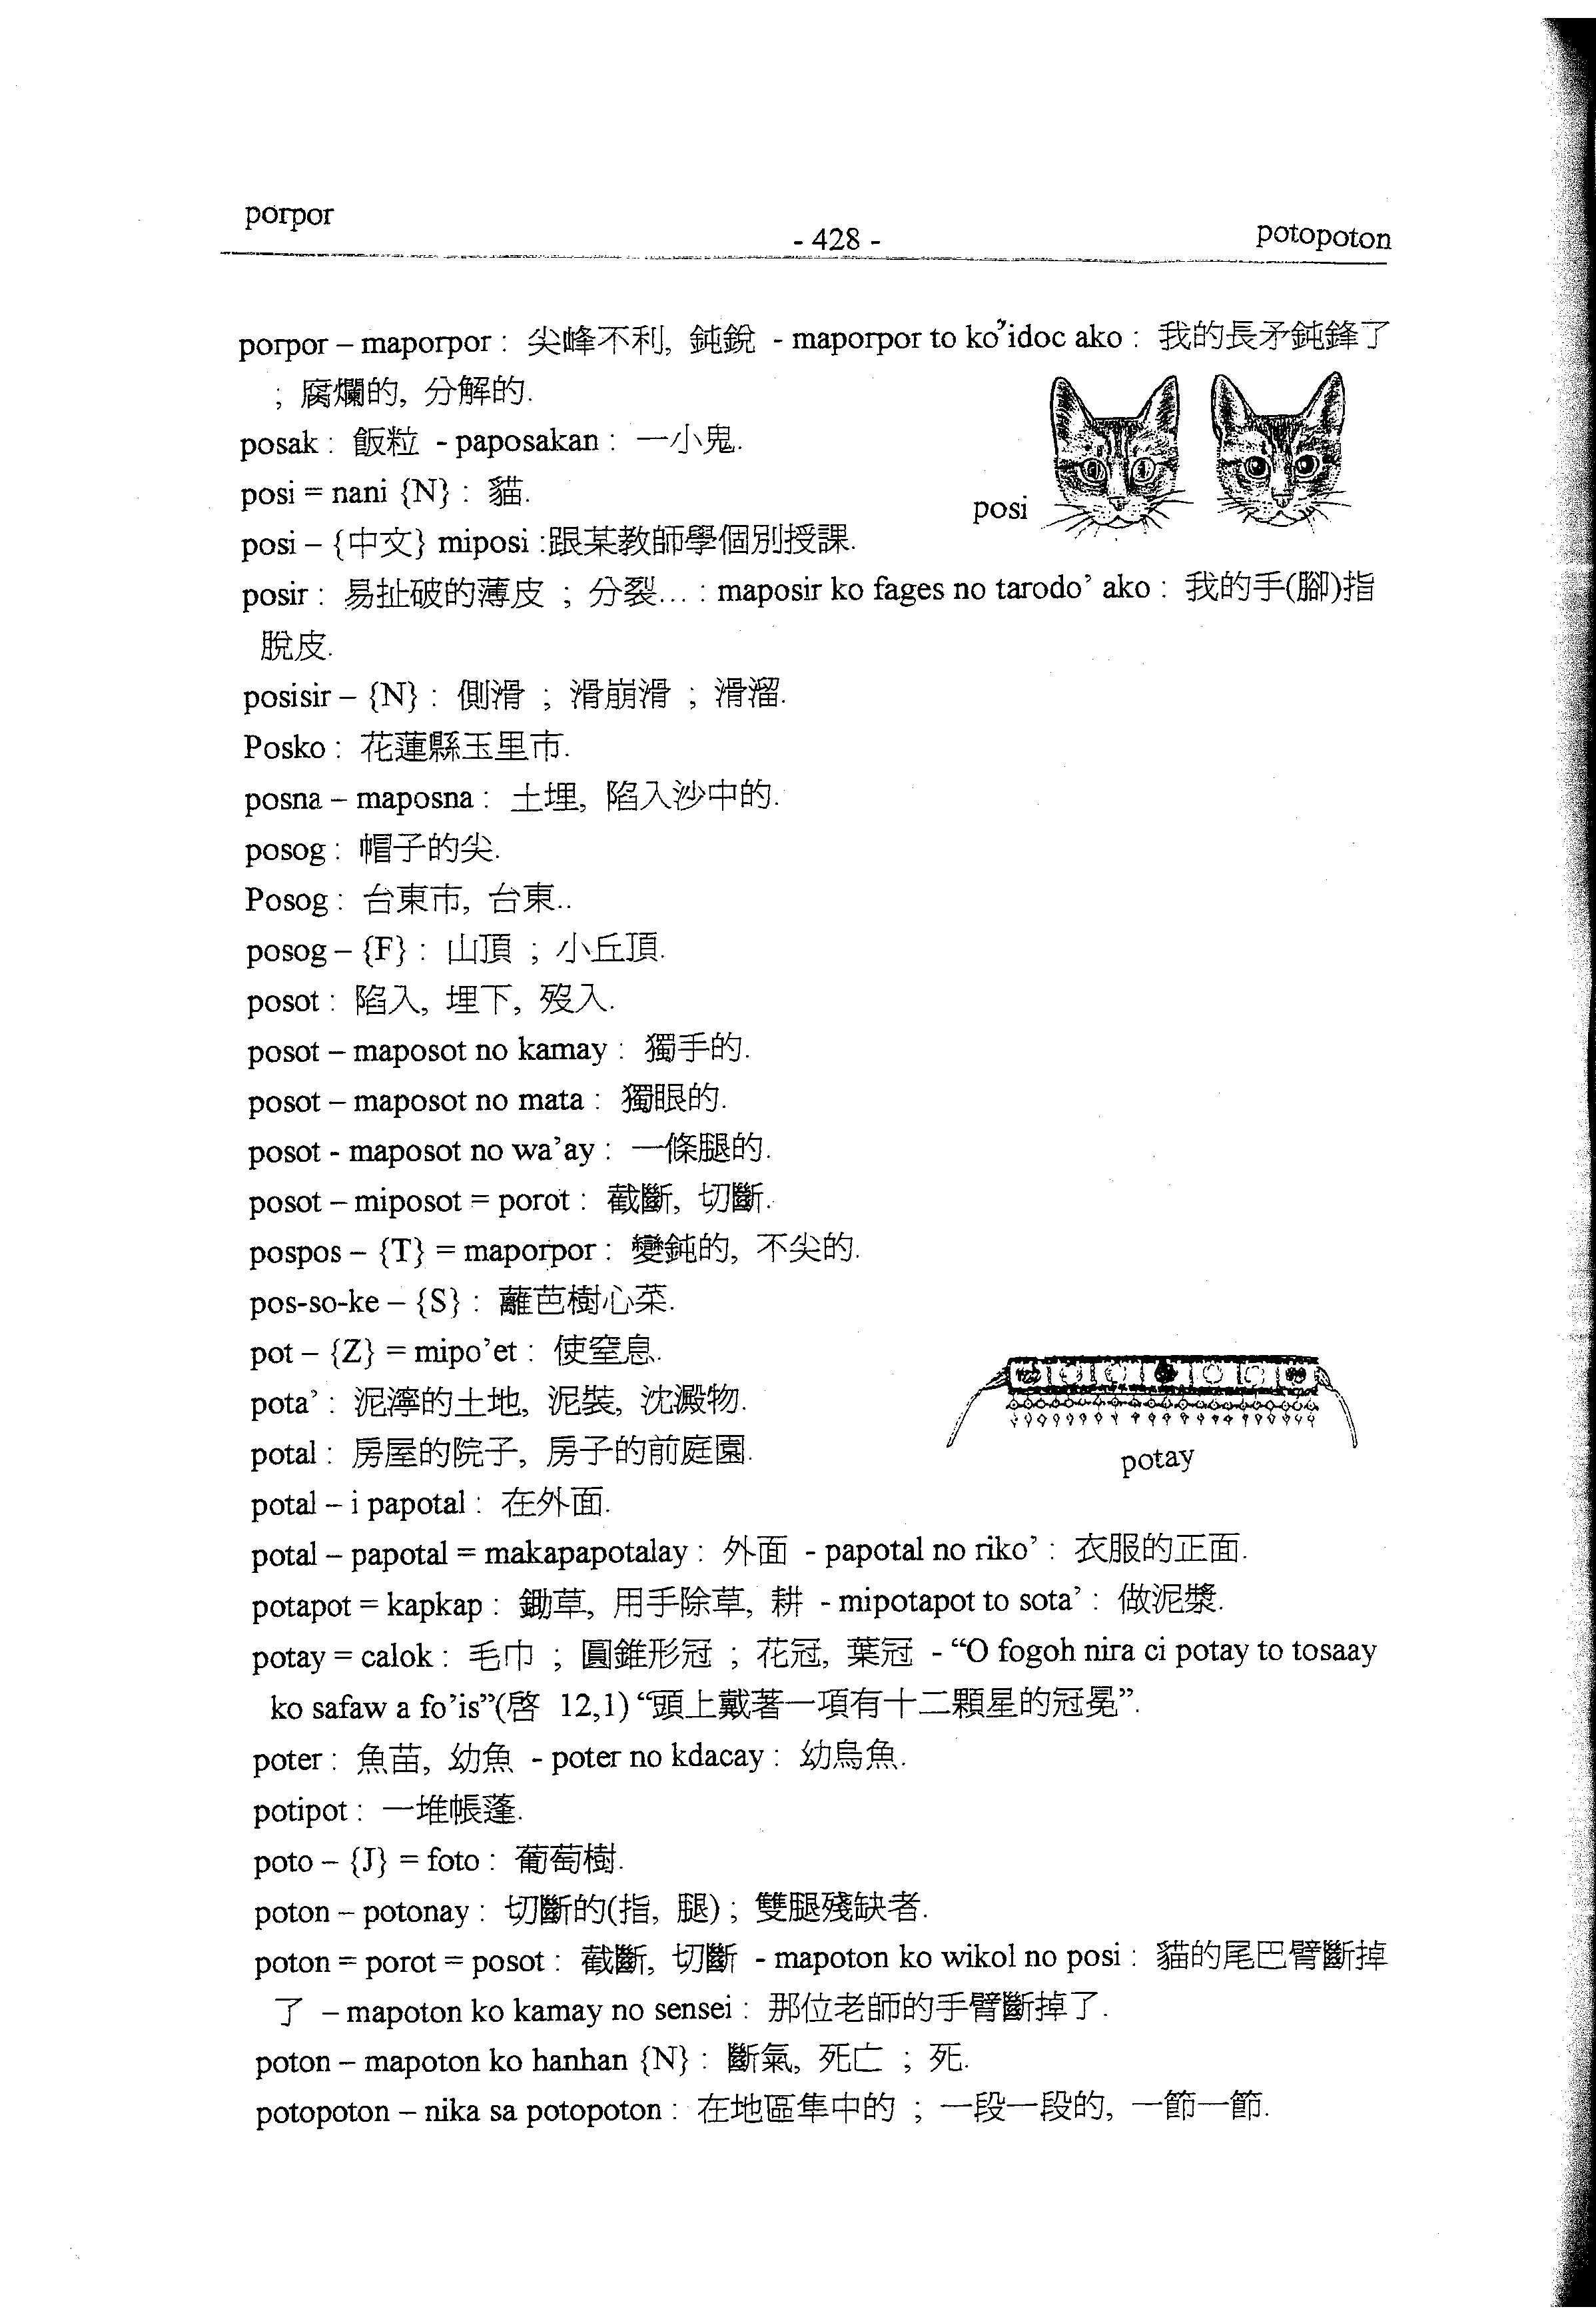 porpor
- 428 -
potopoton
porpor – maporpor : 尖峰不利, 鈍銳 - maporpor to ko’idoc ako : 我的長矛鈍鋒了
; 腐爛的, 分解的.
posak : 飯粒 - paposakan : 一小鬼.
posi = nani {N} : 貓.
posi
posi – {中文} miposi :跟某教師學個別授課.
posir : 易扯破的薄皮 ; 分裂... : maposir ko fages no tarodo’ ako : 我的手(腳)指
脫皮.
posisir – {N} : 側滑 ; 滑崩滑 ; 滑溜.
Posko : 花蓮縣玉里市.
posna – maposna : 土埋, 陷入沙中的.
posog : 帽子的尖.
Posog : 台東市, 台東..
posog – {F} : 山頂 ; 小丘頂.
posot : 陷入, 埋下, 歿入.
posot – maposot no kamay : 獨手的.
posot – maposot no mata : 獨眼的.
posot - maposot no wa’ay : 一條腿的.
posot – miposot = porot : 截斷, 切斷.
pospos – {T} = maporpor : 變鈍的, 不尖的.
pos-so-ke – {S} : 蘿芭樹心菜.
pot – {Z} = mipo’et : 使窒息.
pota’ : 泥濘的土地, 泥裝, 沈澱物.
potal : 房屋的院子, 房子的前庭園.
potay
potal – i papotal : 在外面.
potal – papotal = makapapotalay : 外面 - papotal no riko’ : 衣服的正面.
potapot = kapkap : 鋤草, 用手除草, 耕 - mipotapot to sota’ : 做泥漿.
potay = calok : 毛巾 ; 圓錐形冠 ; 花冠, 葉冠 - “O fogoh nira ci potay to tosaay
ko safaw a fo’is”(啓 12,1) “頭上戴著一項有十二顆星的冠冕”.
poter : 魚苗, 幼魚 - poter no kdacay : 幼烏魚.
potipot : 一堆帳蓬.
poto – {J} = foto : 葡萄樹.
poton – potonay : 切斷的(指, 腿) ; 雙腿殘缺者.
poton = porot = posot : 截斷, 切斷 - mapoton ko wikol no posi : 貓的尾巴臂斷掉
了 – mapoton ko kamay no sensei : 那位老師的手臂斷掉了.
poton – mapoton ko hanhan {N} : 斷氣, 死亡 ; 死.
potopoton – nika sa potopoton : 在地區隼中的 ; 一段一段的, 一節一節.